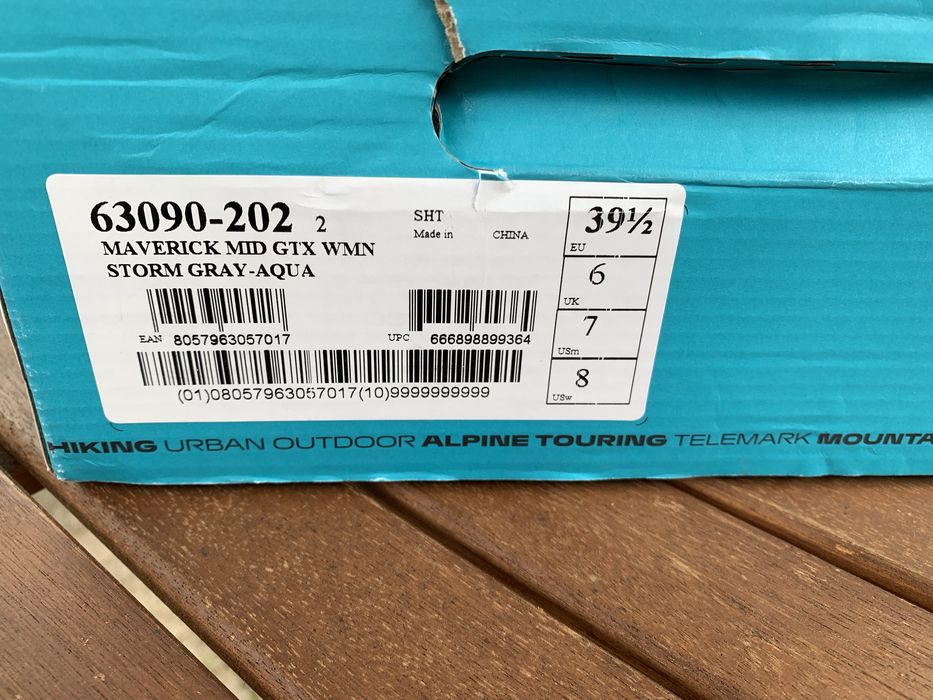 63090-202 2
MAVERICK MID GTX WMN
STORM GRAY-AQUA
SHT
Made in CHINA
EAN 8057963057017
UPC 666898899364
(01)08057963057017(10)9999999999
39½
EU
6
UK
7
USm
8
USw
HIKING URBAN OUTDOOR ALPINE TOURING TELEMARK MOUNTA